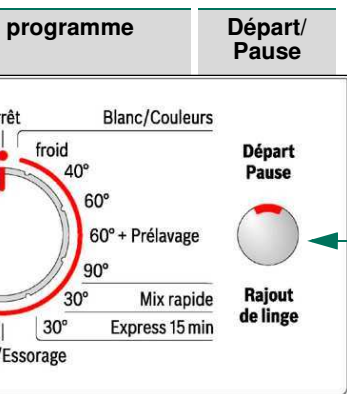 programme
Départ/
Pause
rêt
Blanc/Couleurs
froid
40°
60°
60° + Prélavage
90°
30° Mix rapide
30° Express 15 min
/Essorage
Départ
Pause
Rajout
de linge